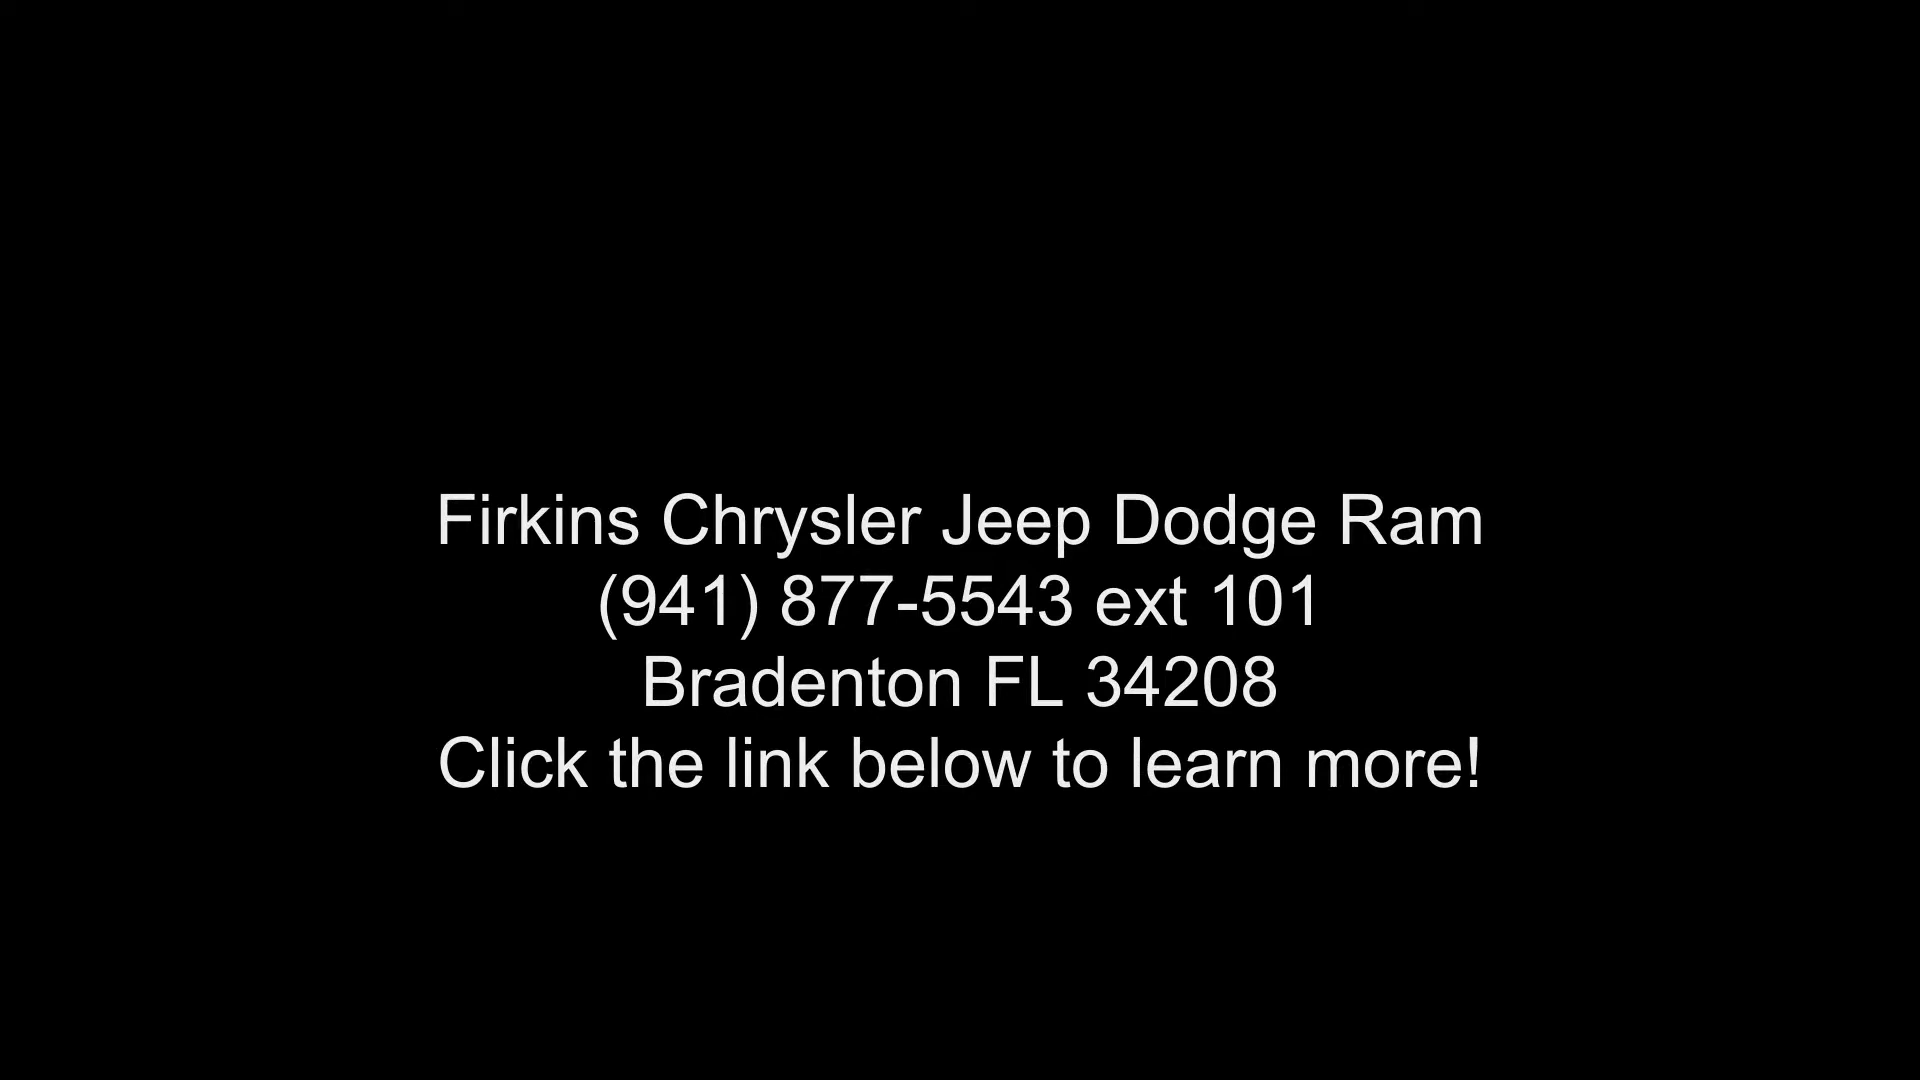 Firkins Chrysler Jeep Dodge Ram
(941) 877-5543 ext 101
Bradenton FL 34208
Click the link below to learn more!